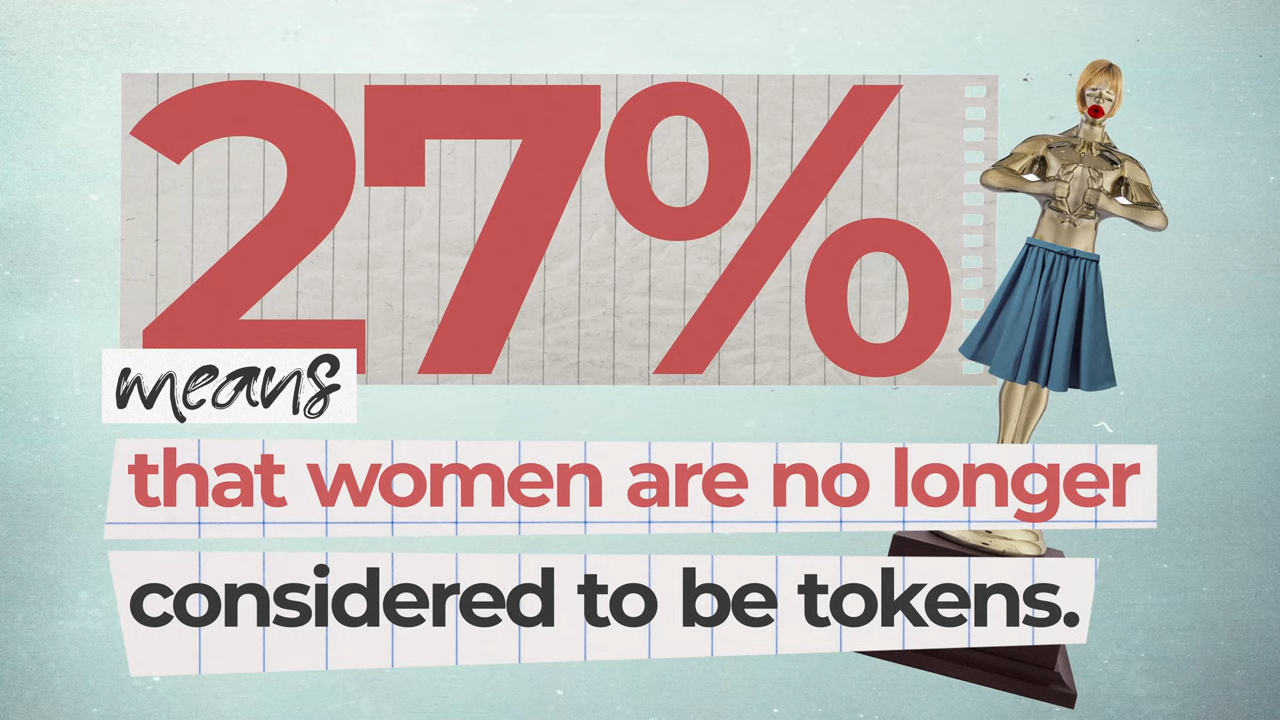 27%
means
that women are no longer
considered to be tokens.